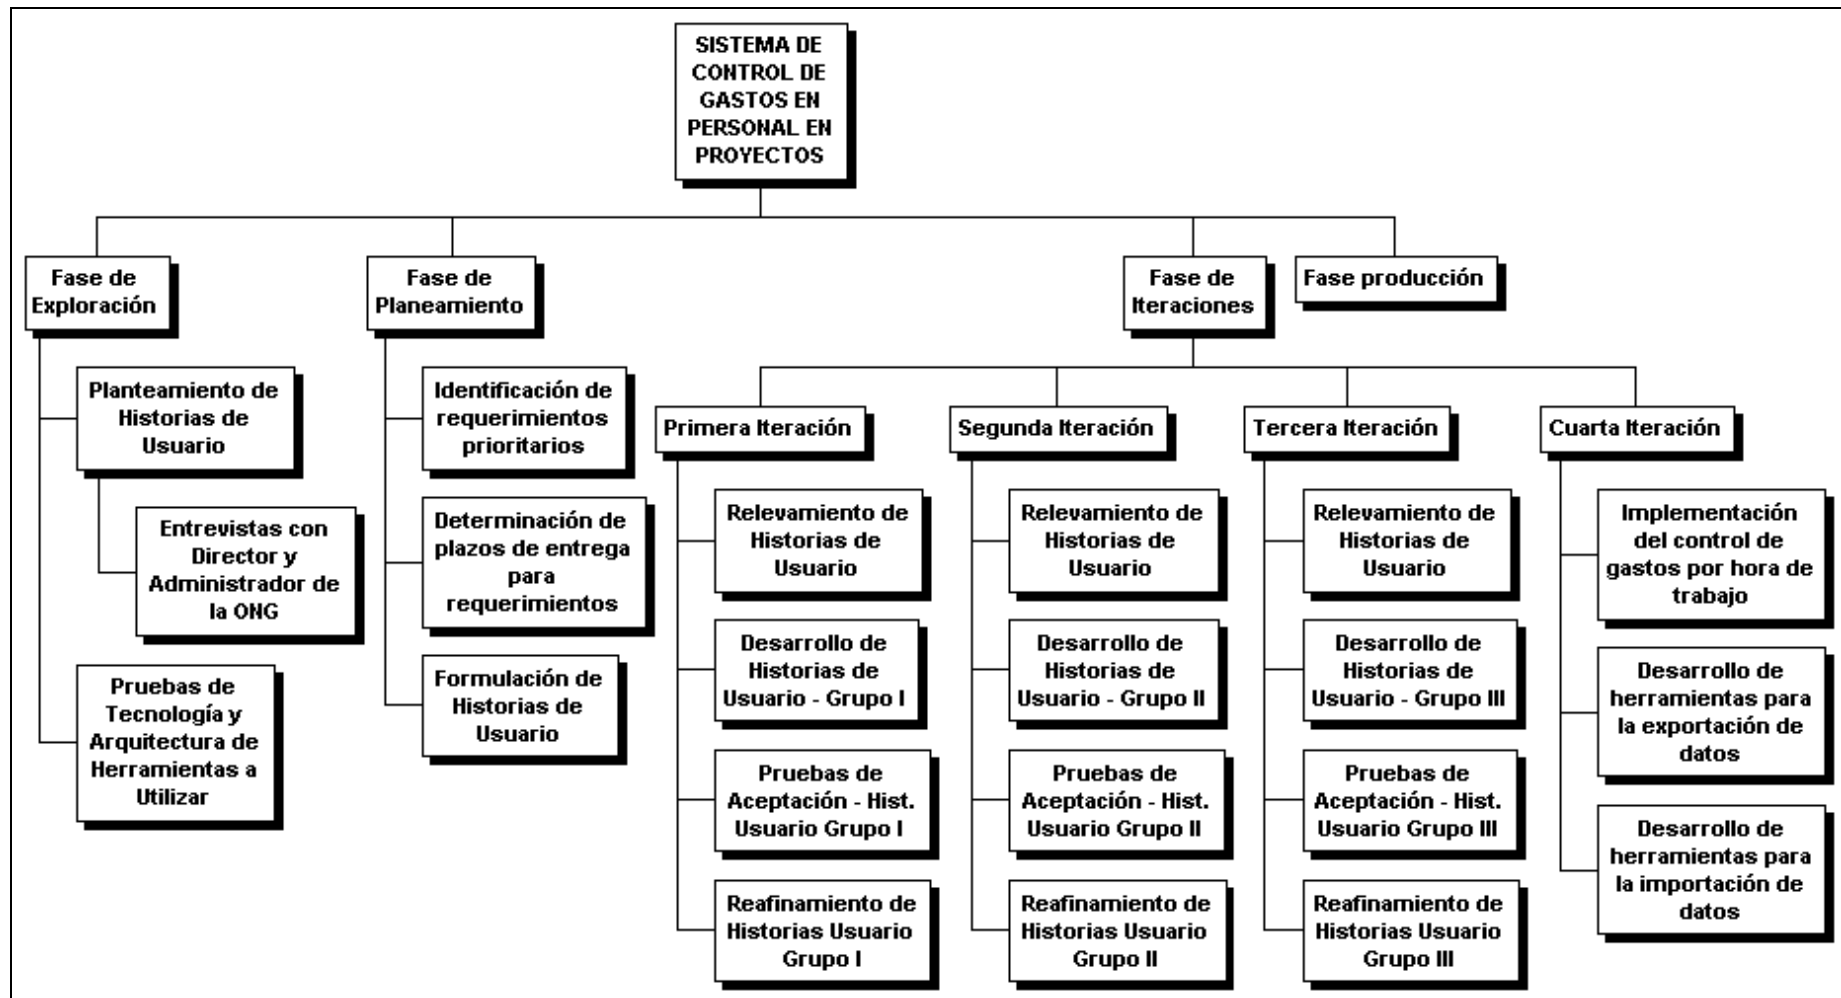 SISTEMA DE
CONTROL DE
GASTOS EN
PERSONAL EN
PROYECTOS
Fase de
Exploración
Fase de
Planeamiento
Fase de
Iteraciones
Fase producción
Planteamiento de
Historias de
Usuario
Entrevistas con
Director y
Administrador de
la ONG
Pruebas de
Tecnología y
Arquitectura de
Herramientas a
Utilizar
Identificación de
requerimientos
prioritarios
Determinación de
plazos de entrega
para
requerimientos
Formulación de
Historias de
Usuario
Primera Iteración
Relevamiento de
Historias de
Usuario
Desarrollo de
Historias de
Usuario - Grupo I
Pruebas de
Aceptación - Hist.
Usuario Grupo I
Reafinamiento de
Historias Usuario
Grupo I
Segunda Iteración
Relevamiento de
Historias de
Usuario
Desarrollo de
Historias de
Usuario - Grupo II
Pruebas de
Aceptación - Hist.
Usuario Grupo II
Reafinamiento de
Historias Usuario
Grupo II
Tercera Iteración
Relevamiento de
Historias de
Usuario
Desarrollo de
Historias de
Usuario - Grupo III
Pruebas de
Aceptación - Hist.
Usuario Grupo III
Reafinamiento de
Historias Usuario
Grupo III
Cuarta Iteración
Implementación
del control de
gastos por hora de
trabajo
Desarrollo de
herramientas para
la exportación de
datos
Desarrollo de
herramientas para
la importación de
datos